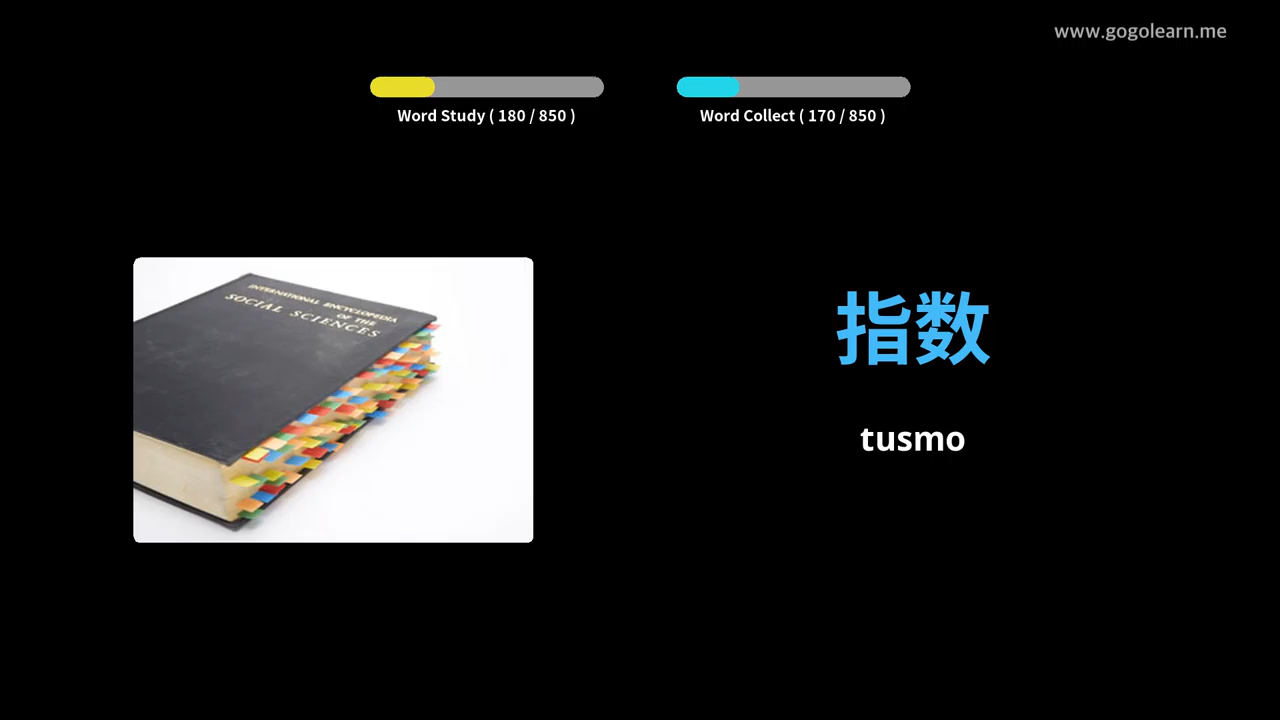 www.gogolearn.me
Word Study ( 180 / 850 )
Word Collect ( 170 / 850 )
INTERNATIONAL ENCYCLOPEDIA
OF THE
SOCIAL SCIENCES
指数
tusmo